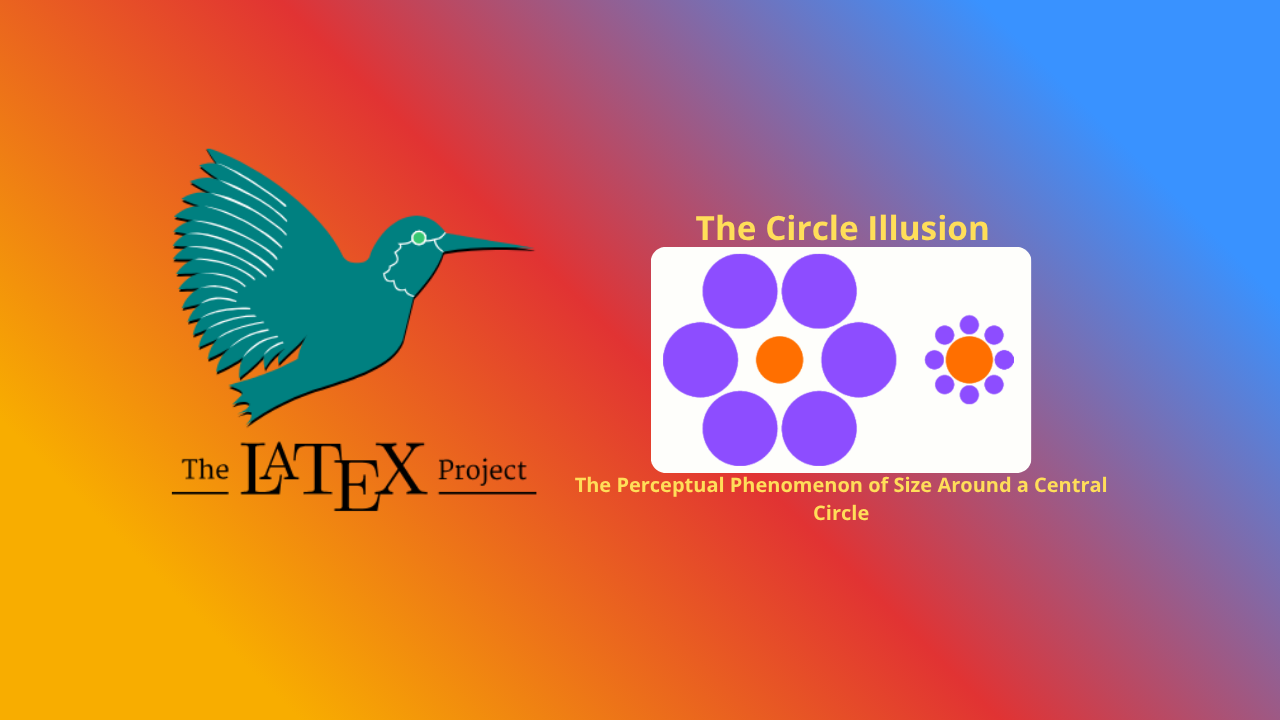 The LATEX Project
The Circle Illusion
The Perceptual Phenomenon of Size Around a Central
Circle